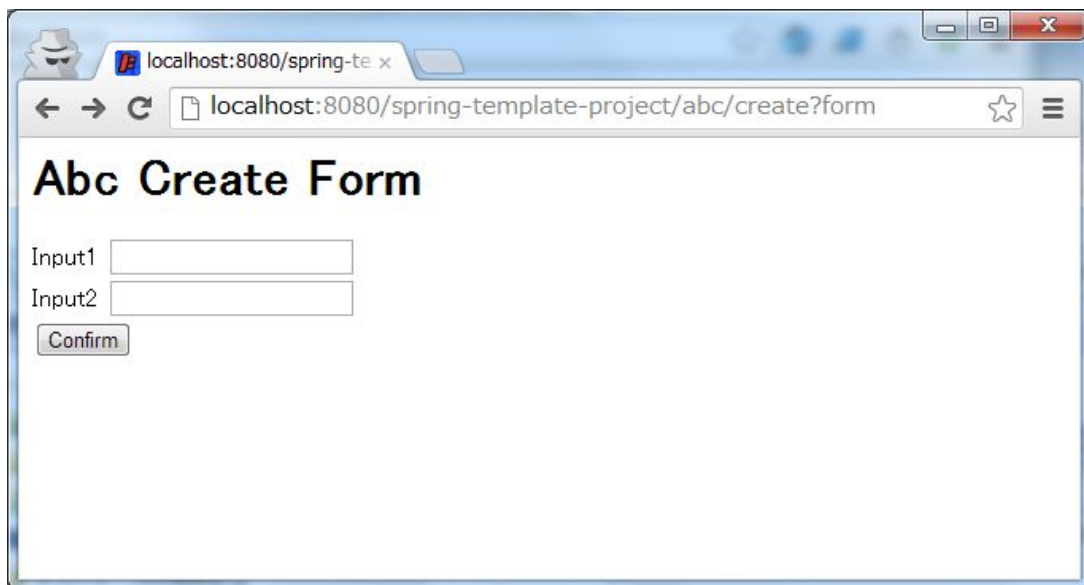 localhost:8080/spring-te
localhost:8080/spring-template-project/abc/create?form
Abc Create Form
Input1
Input2
Confirm